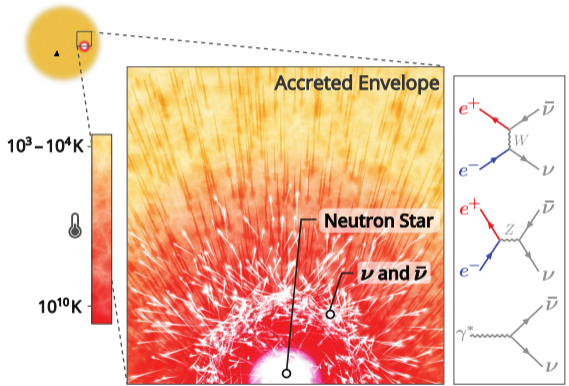 Accreted Envelope
10³ – 10⁴K
10¹⁰K
Neutron Star
ν and ν̄
e⁺ ν̄
W
e⁻ ν
e⁺ ν̄
Z
e⁻ ν
γ* ν̄
ν